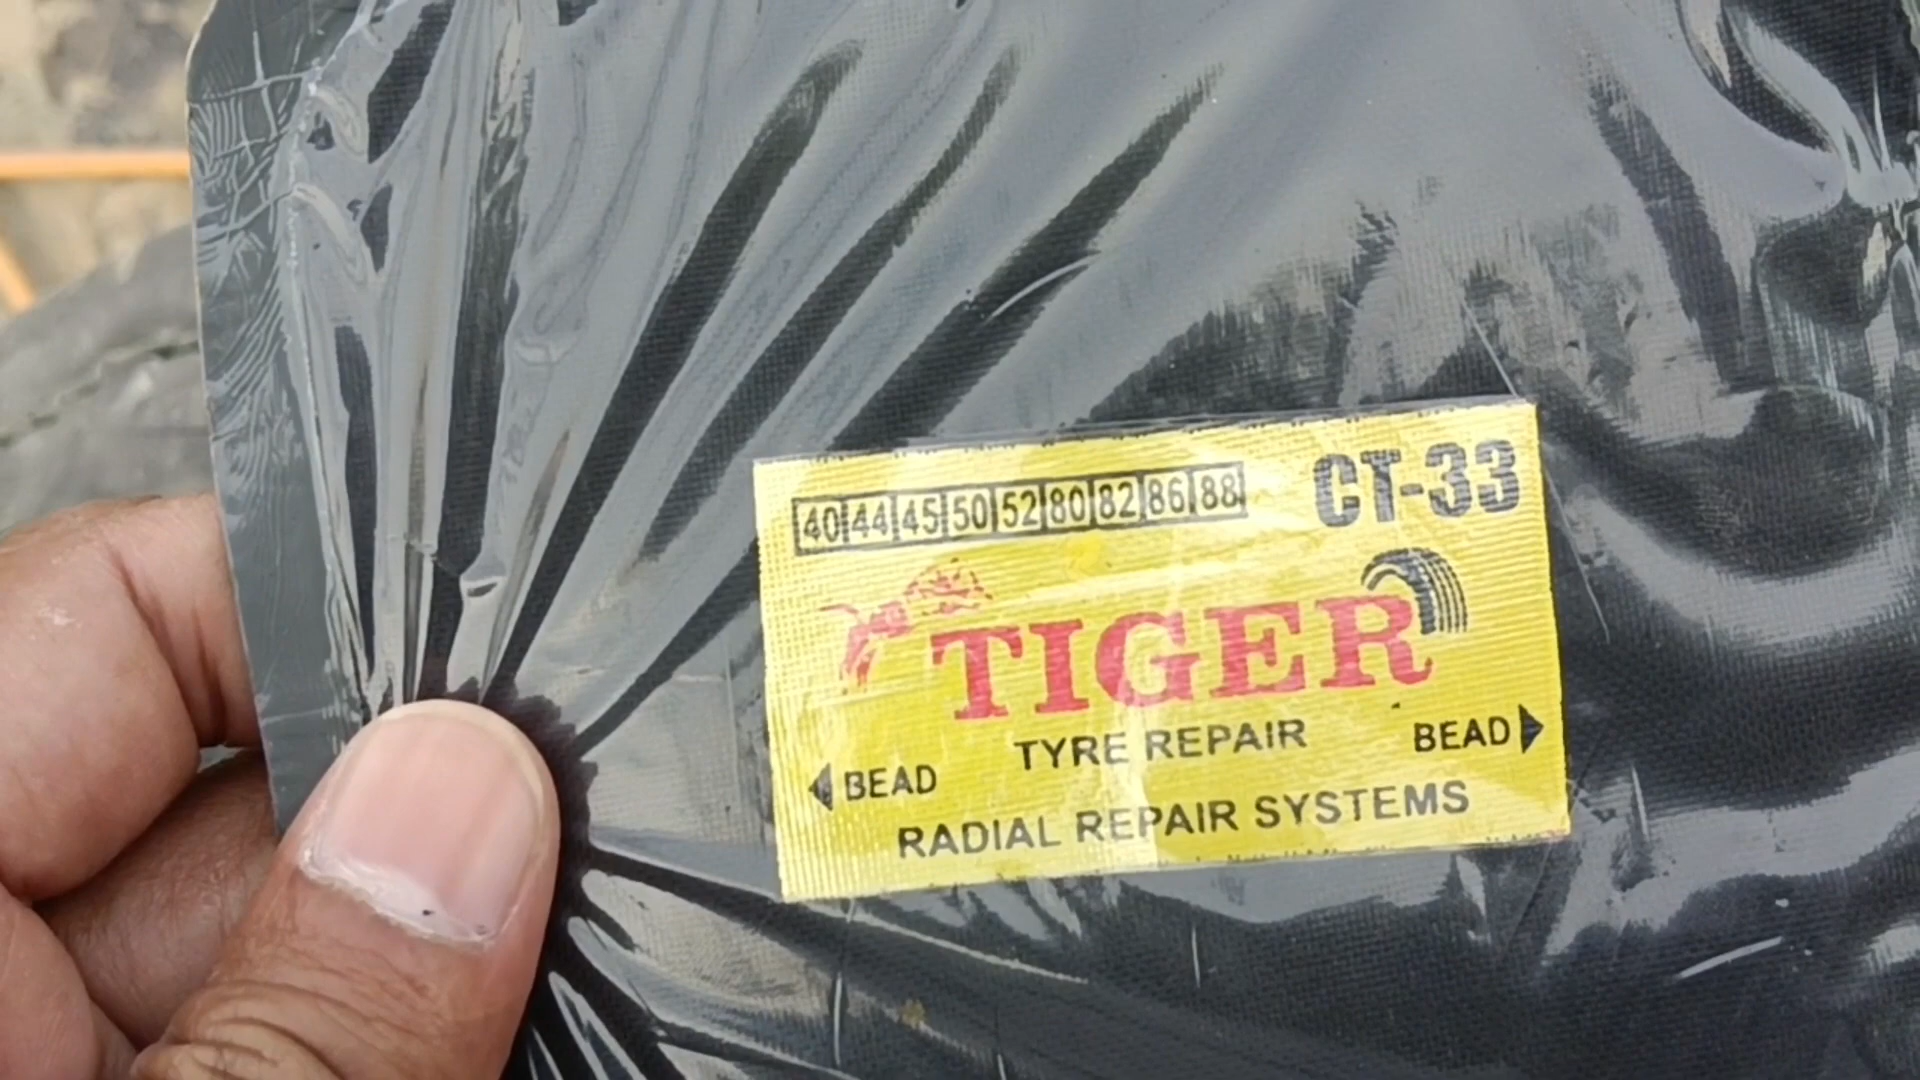 40 44 45 50 52 80 82 86 88 CT-33
TIGER
TYRE REPAIR
◀ BEAD BEAD ▶
RADIAL REPAIR SYSTEMS